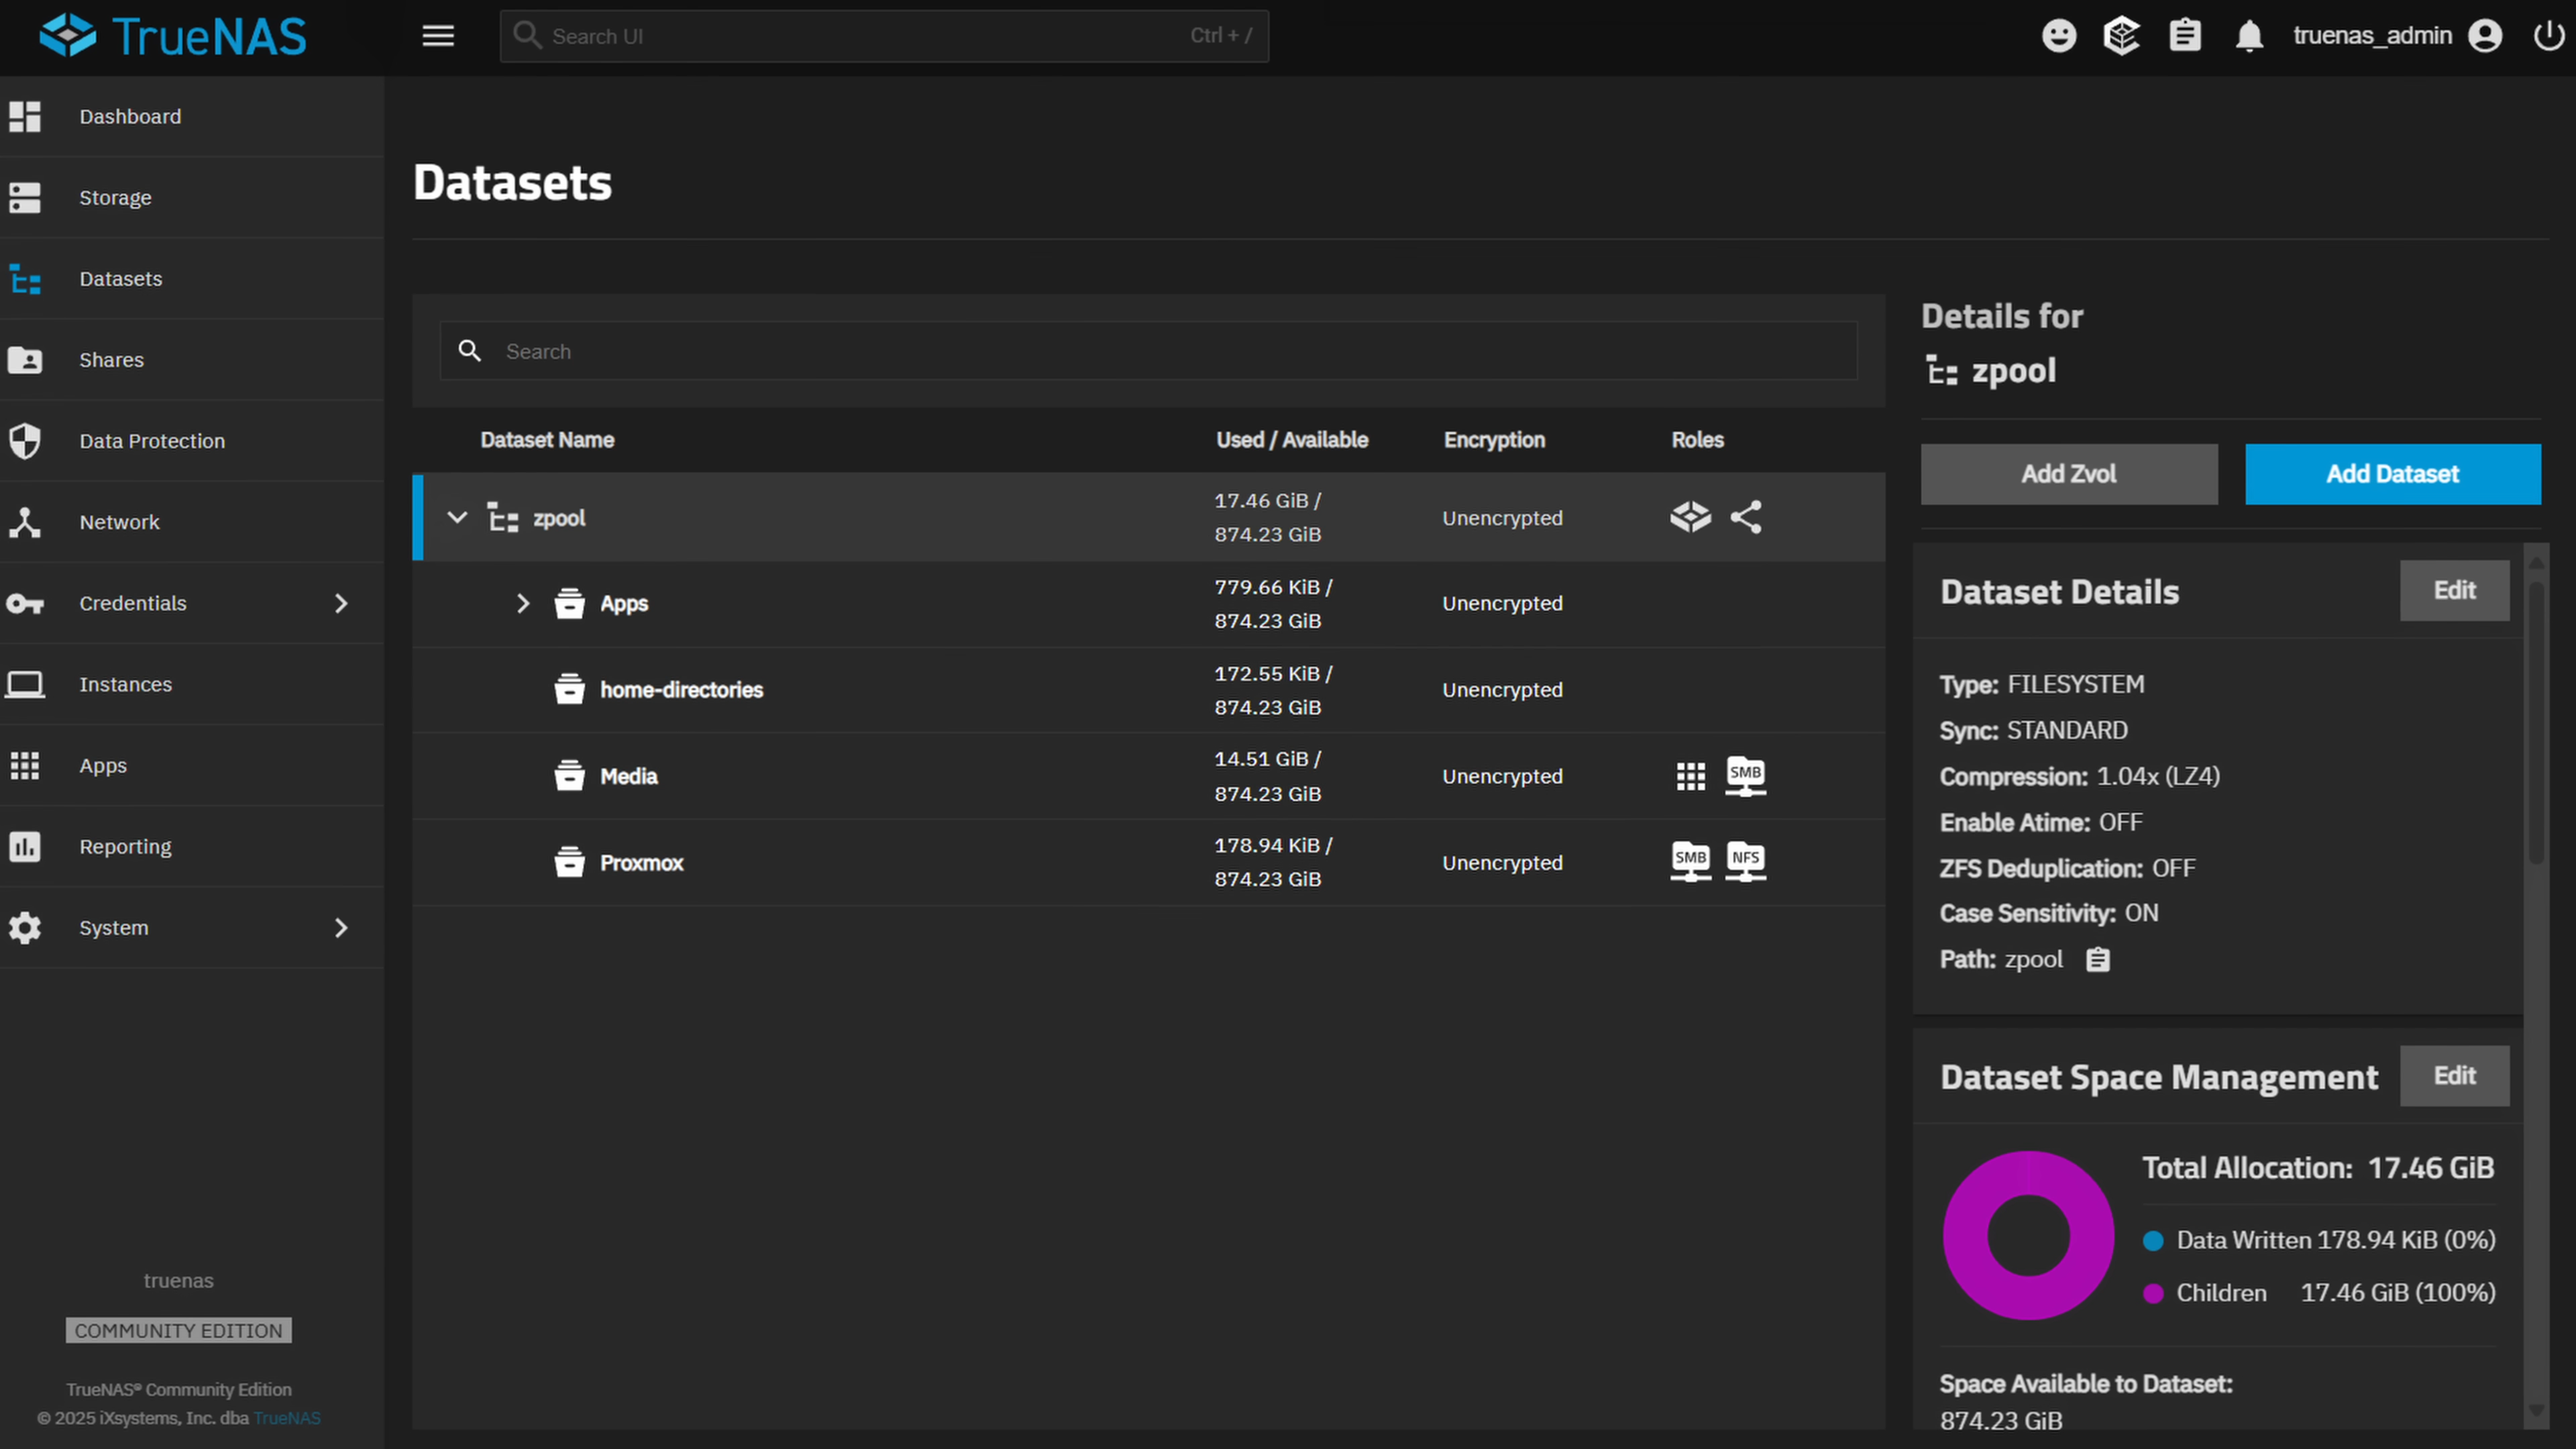 TrueNAS
Search UI
Ctrl + /
truenas_admin
Dashboard
Storage
Datasets
Shares
Data Protection
Network
Credentials
Instances
Apps
Reporting
System
truenas
COMMUNITY EDITION
TrueNAS® Community Edition
© 2025 iXsystems, Inc. dba TrueNAS
Datasets
Search
Dataset Name Used / Available Encryption Roles
zpool
17.46 GiB /
874.23 GiB
Unencrypted
Apps
779.66 KiB /
874.23 GiB
Unencrypted
home-directories
172.55 KiB /
874.23 GiB
Unencrypted
Media
14.51 GiB /
874.23 GiB
Unencrypted
SMB
Proxmox
178.94 KiB /
874.23 GiB
Unencrypted
SMB NFS
Details for
zpool
Add Zvol
Add Dataset
Dataset Details
Edit
Type: FILESYSTEM
Sync: STANDARD
Compression: 1.04x (LZ4)
Enable Atime: OFF
ZFS Deduplication: OFF
Case Sensitivity: ON
Path: zpool
Dataset Space Management
Edit
Total Allocation: 17.46 GiB
Data Written 178.94 KiB (0%)
Children 17.46 GiB (100%)
Space Available to Dataset:
874.23 GiB